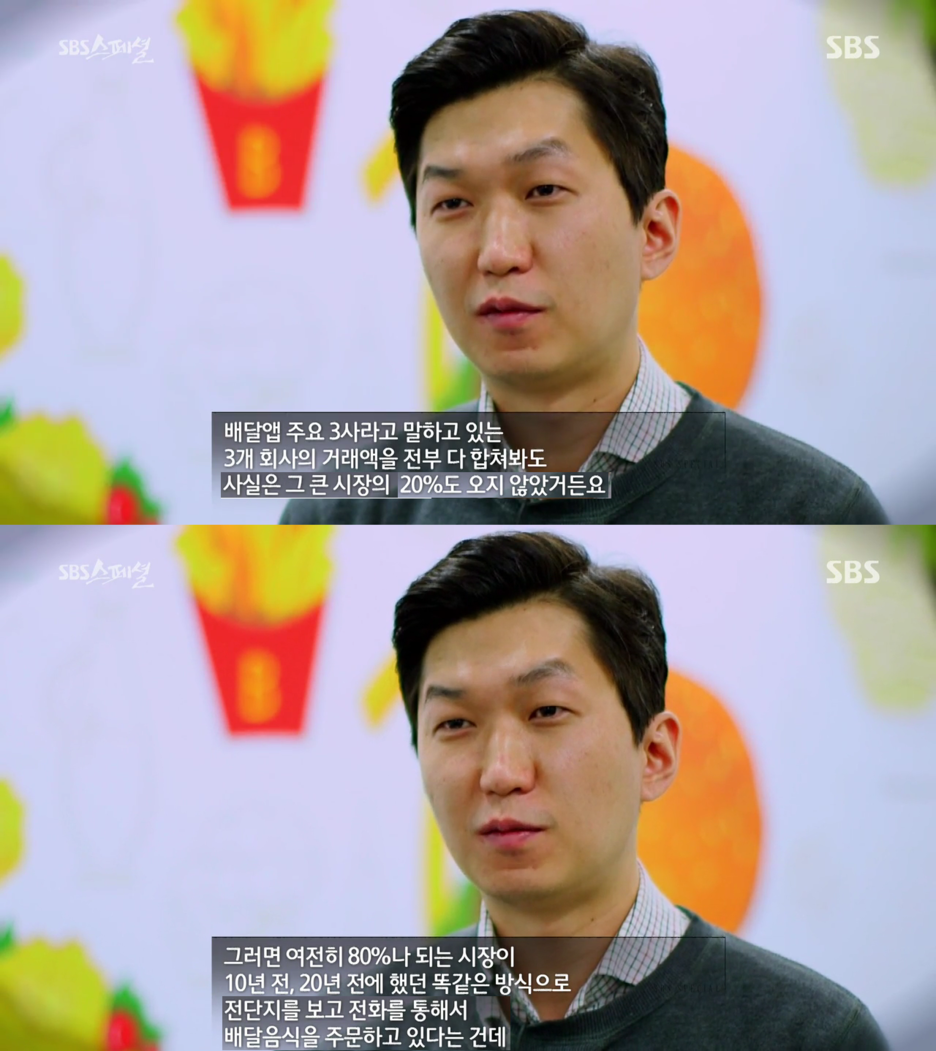 SBS스페셜
SBS
배달앱 주요 3사라고 말하고 있는
3개 회사의 거래액을 전부 다 합쳐봐도
사실은 그 큰 시장의 20%도 오지 않았거든요
SBS스페셜
SBS
그러면 여전히 80%나 되는 시장이
10년 전, 20년 전에 했던 똑같은 방식으로
전단지를 보고 전화를 통해서
배달음식을 주문하고 있다는 건데